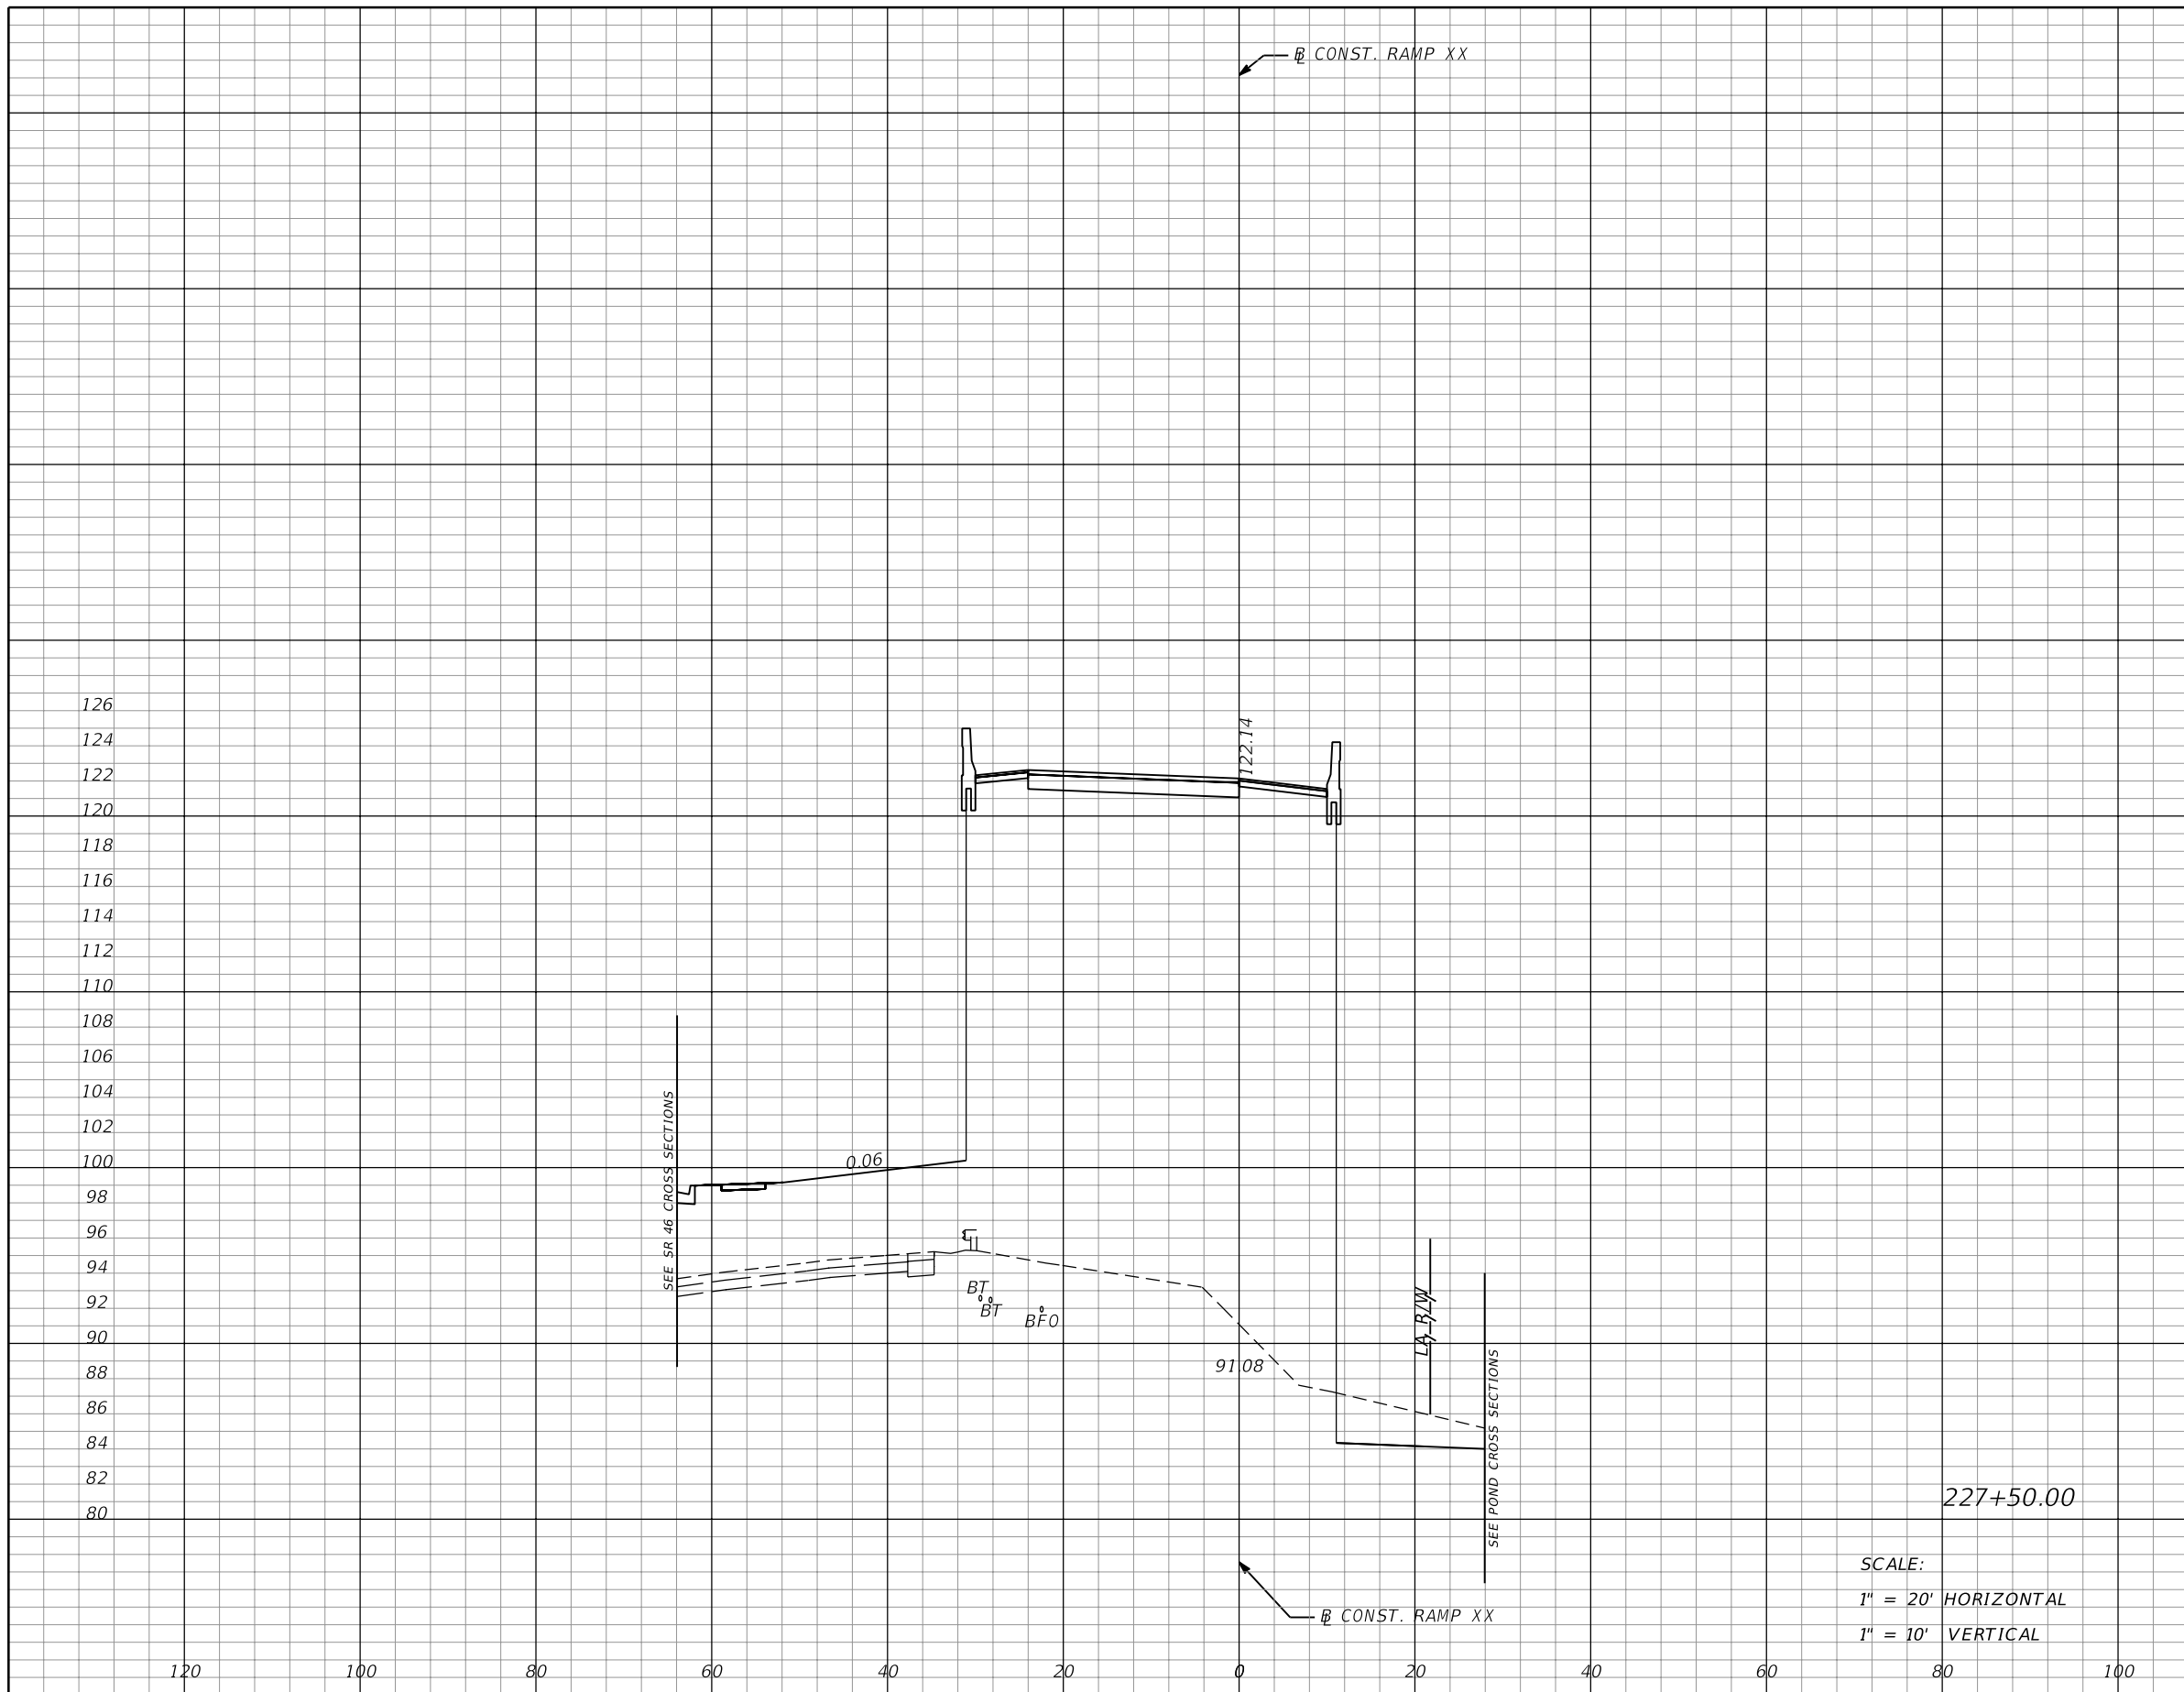 BL CONST. RAMP XX
126
124
122
120
118
116
114
112
110
108
106
104
102
100
98
96
94
92
90
88
86
84
82
80
122.14
SEE SR 46 CROSS SECTIONS
0.06
BT
BT
BFO
91.08
LA R/W
SEE POND CROSS SECTIONS
227+50.00
SCALE:
1" = 20' HORIZONTAL
1" = 10' VERTICAL
BL CONST. RAMP XX
120 100 80 60 40 20 0 20 40 60 80 100